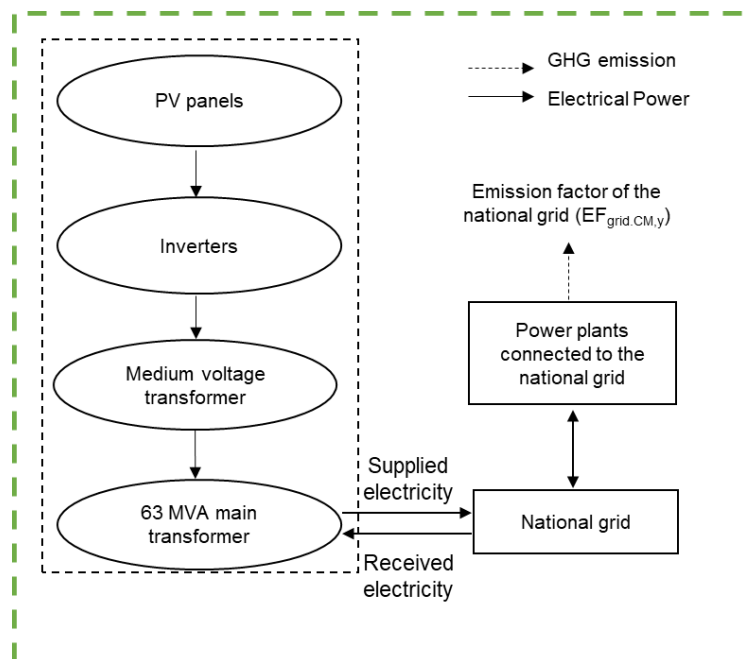 PV panels
Inverters
Medium voltage
transformer
63 MVA main
transformer
GHG emission
Electrical Power
Emission factor of the
national grid (EFgrid.CM,y)
Power plants
connected to the
national grid
Supplied
electricity
National grid
Received
electricity